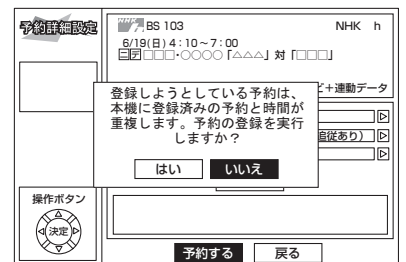 予約詳細設定
NHK BS 103 NHK h
6/19(日) 4:10~7:00
二デ□□□・○○○○「△△△」対「□□□」
ビ+連動データ
登録しようとしている予約は、
本機に登録済みの予約と時間が
重複します。予約の登録を実行
しますか?
はい いいえ
追従あり)
操作ボタン
決定
予約する 戻る